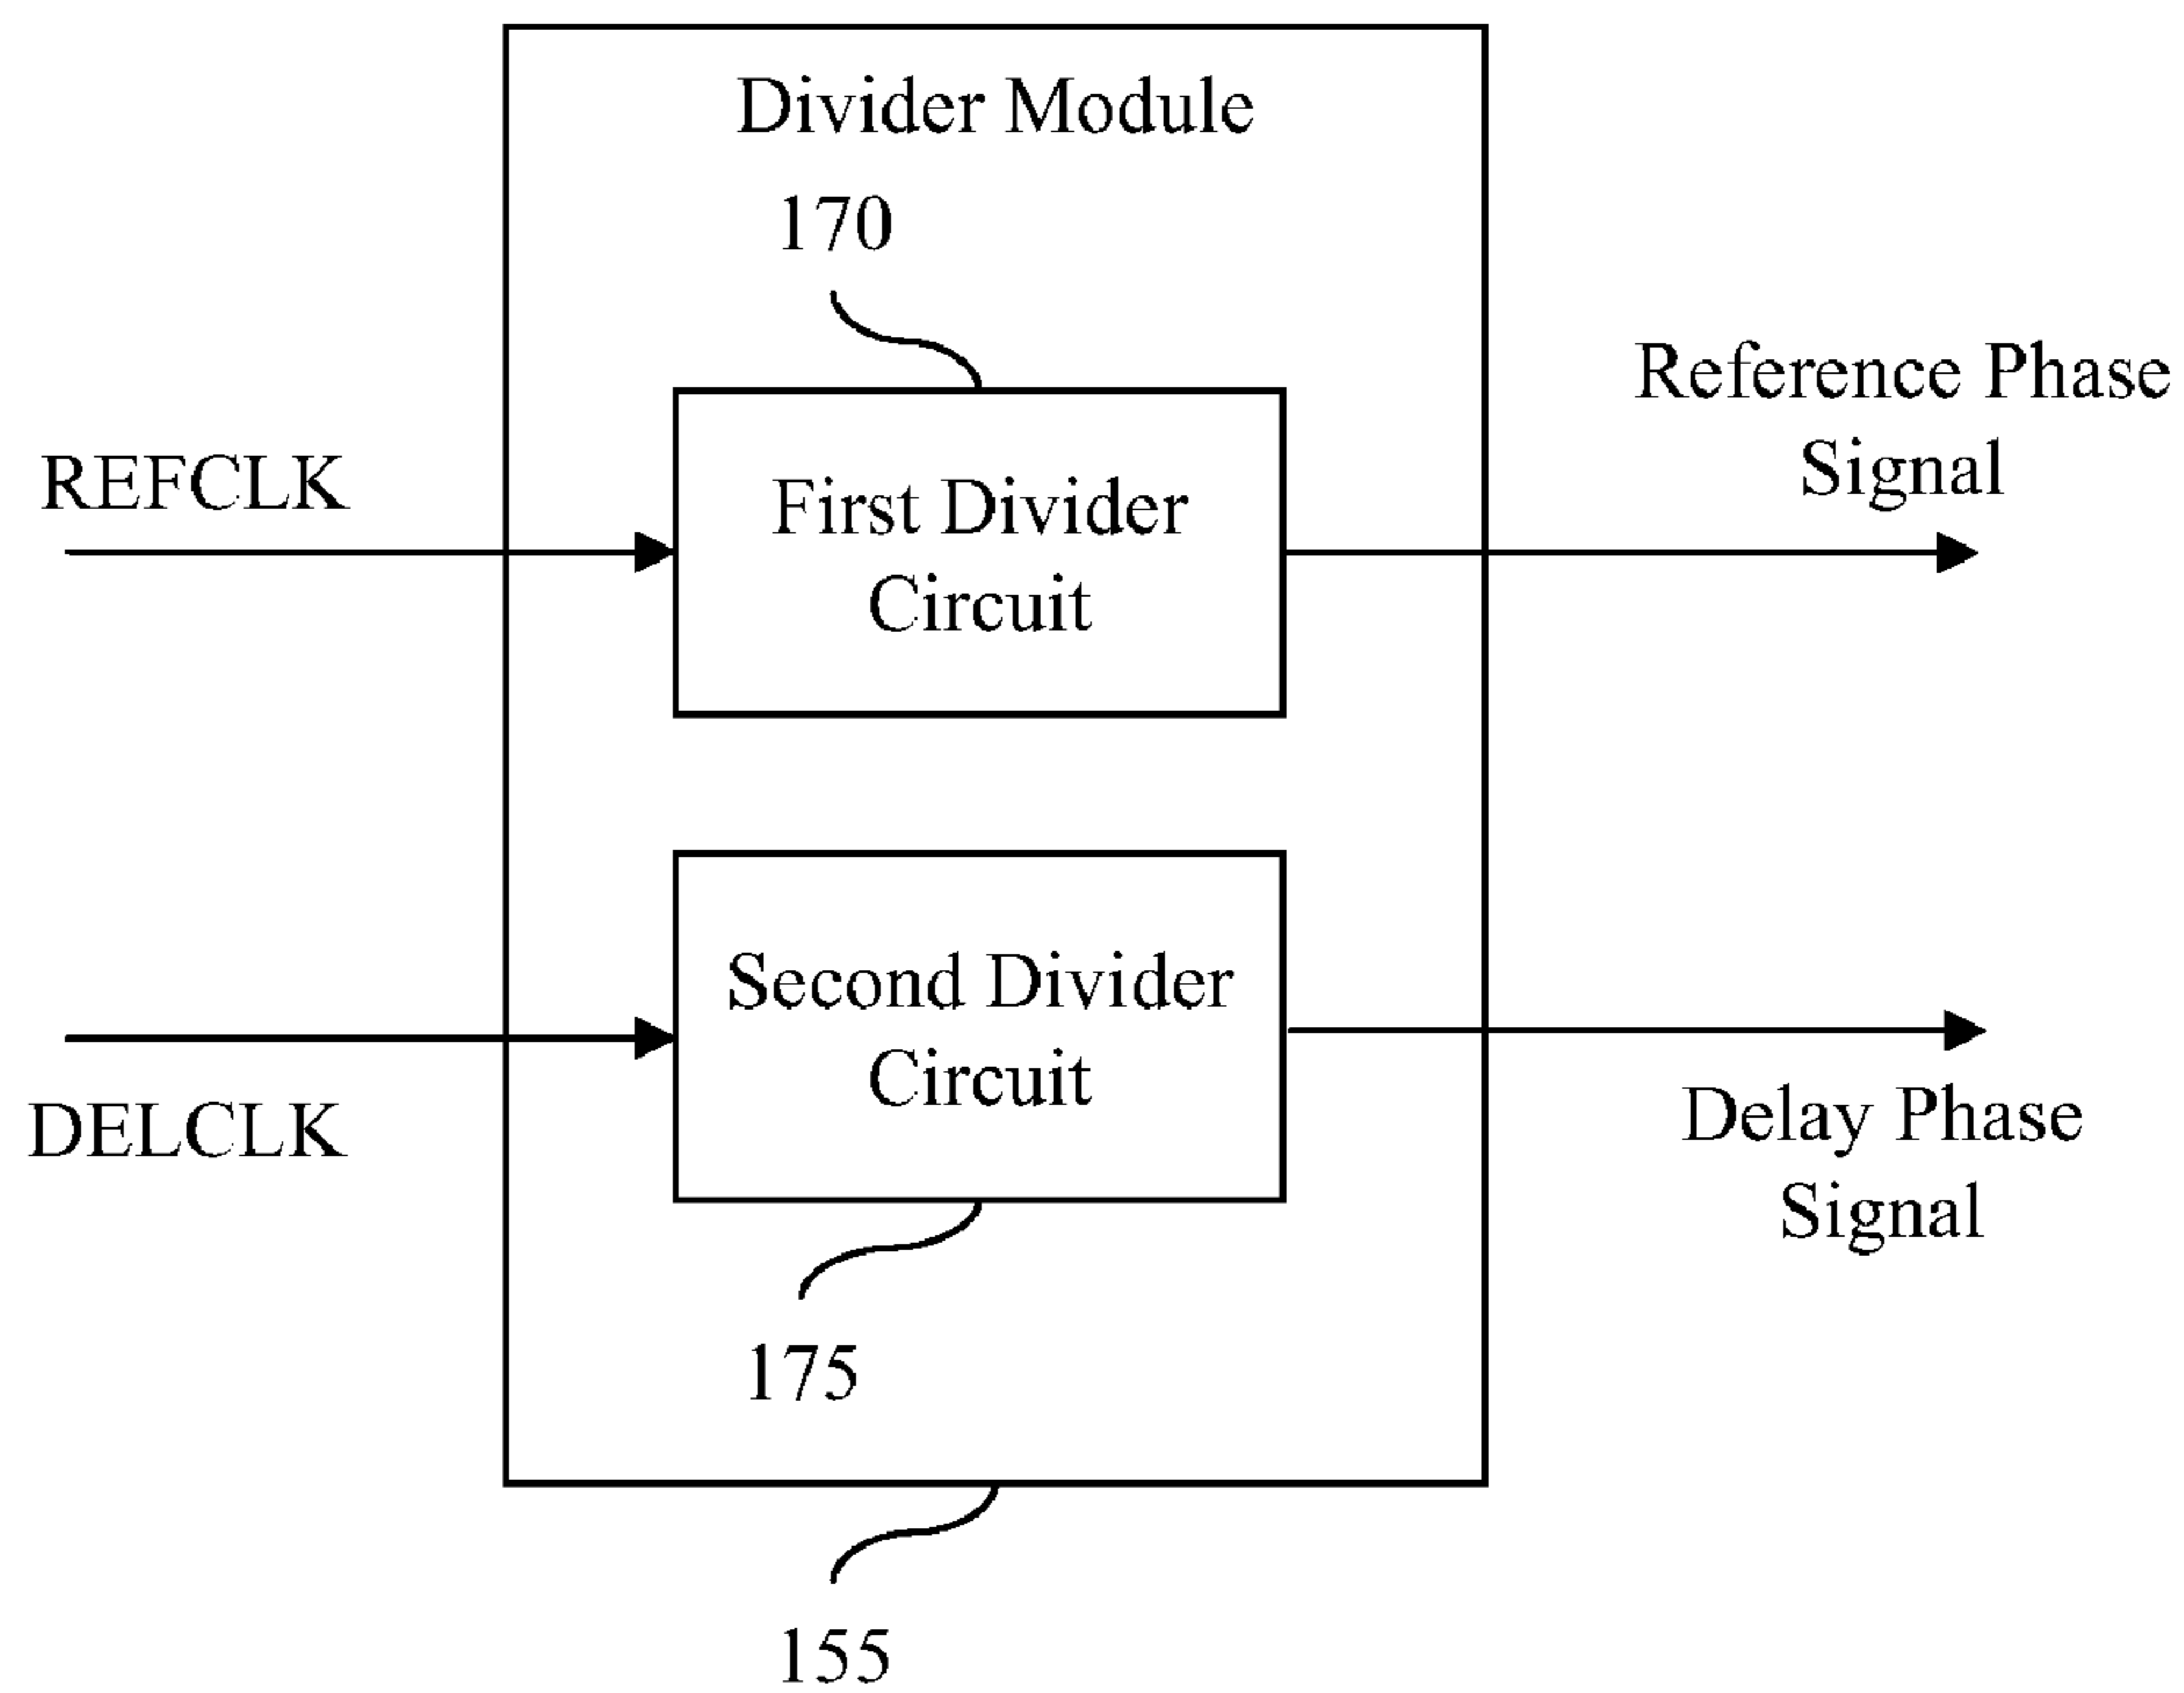 Divider Module
170
Reference Phase
Signal
REFCLK
First Divider
Circuit
Second Divider
Circuit
DELCLK
Delay Phase
Signal
175
155